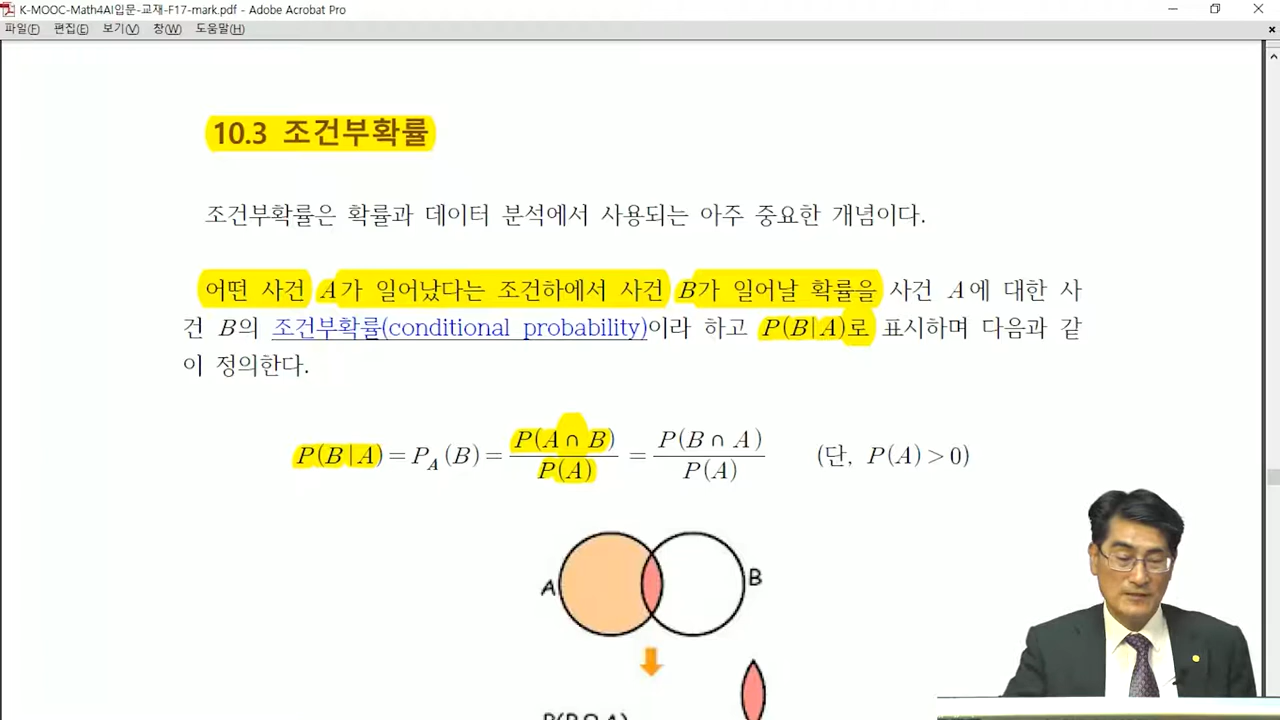 K-MOOC-Math4AI입문-교재-F17-mark.pdf - Adobe Acrobat Pro
파일(F) 편집(E) 보기(V) 창(W) 도움말(H)
10.3 조건부확률
조건부확률은 확률과 데이터 분석에서 사용되는 아주 중요한 개념이다.
어떤 사건 A가 일어났다는 조건하에서 사건 B가 일어날 확률을 사건 A에 대한 사
건 B의 조건부확률(conditional probability)이라 하고 P(B|A)로 표시하며 다음과 같
이 정의한다.
P(B|A) = P_A(B) = P(A∩B)/P(A) = P(B∩A)/P(A) (단, P(A) > 0)
A B
P(B∩A)